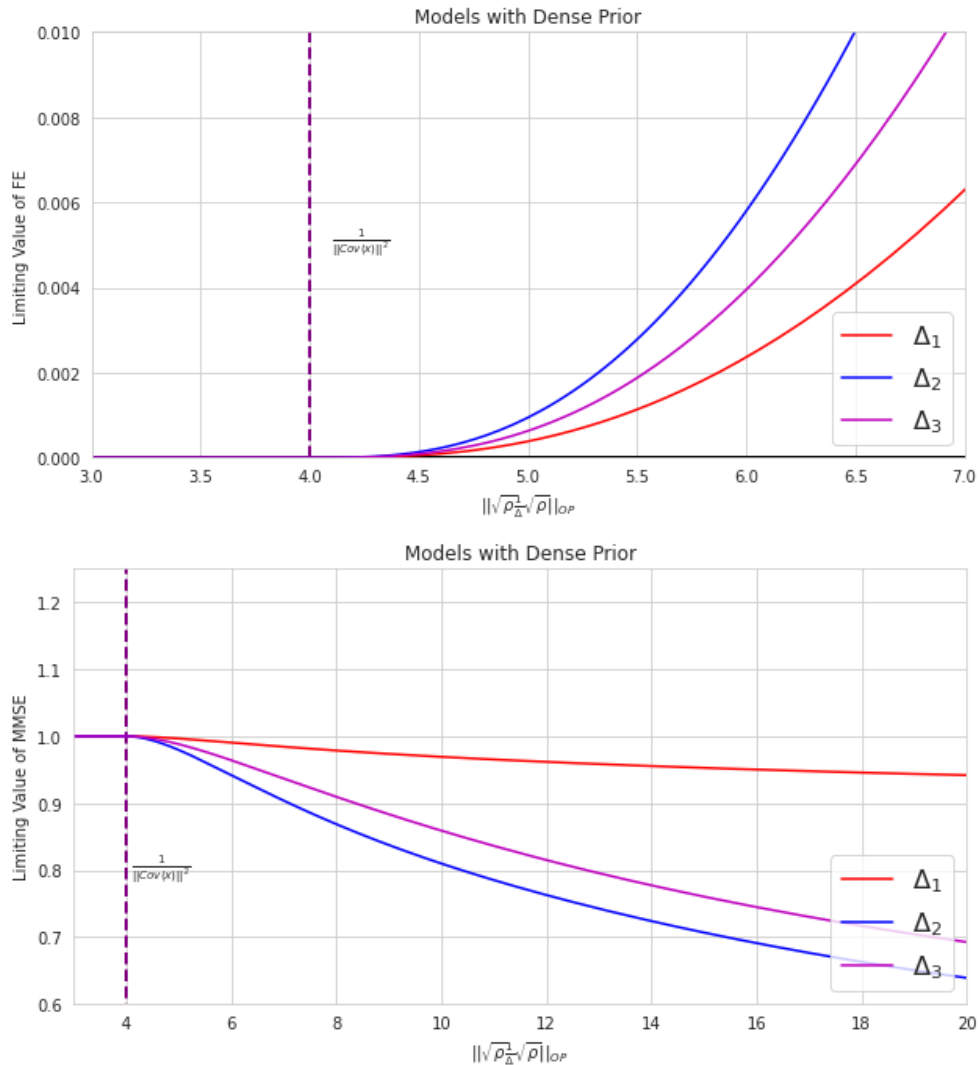 Models with Dense Prior
0.010
0.008
0.006
0.004
0.002
0.000
Limiting Value of FE
1
||Cov(x)||²
Δ₁
Δ₂
Δ₃
3.0 3.5 4.0 4.5 5.0 5.5 6.0 6.5 7.0
||√ρ 1/Δ √ρ||_OP
Models with Dense Prior
1.2
1.1
1.0
0.9
0.8
0.7
0.6
Limiting Value of MMSE
1
||Cov(x)||²
Δ₁
Δ₂
Δ₃
4 6 8 10 12 14 16 18 20
||√ρ 1/Δ √ρ||_OP